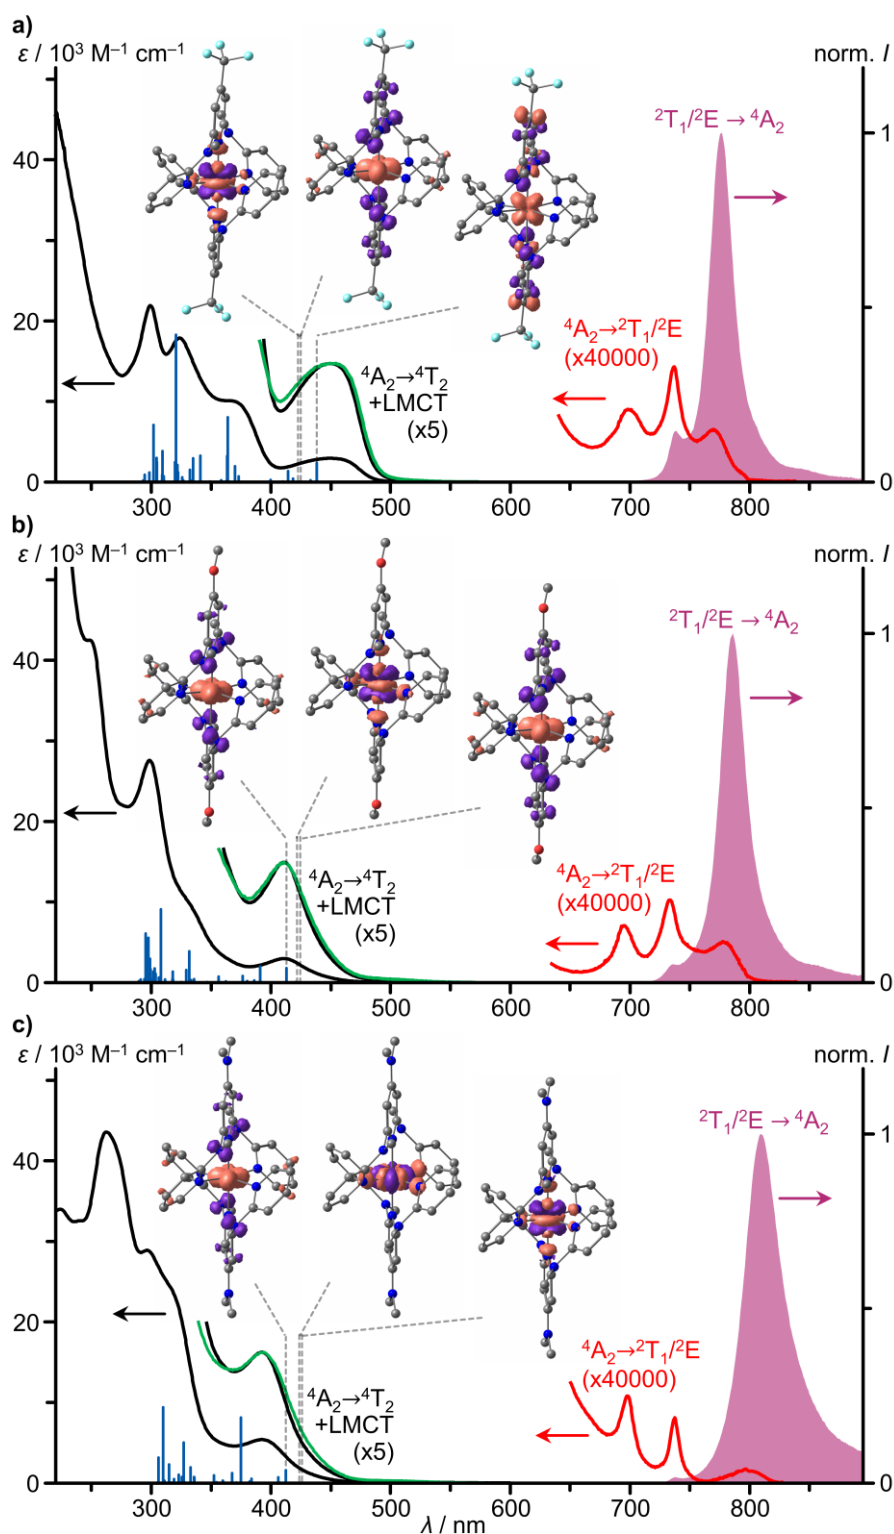 a)
ε / 10³ M⁻¹ cm⁻¹
norm. I
²T₁/²E → ⁴A₂
1
40
⁴A₂→²T₁/²E
(x40000)
20
⁴A₂→⁴T₂
+LMCT
(x5)
0
0
300
400
500
600
700
800
b)
ε / 10³ M⁻¹ cm⁻¹
norm. I
²T₁/²E → ⁴A₂
1
40
20
⁴A₂→²T₁/²E
(x40000)
⁴A₂→⁴T₂
+LMCT
(x5)
0
0
300
400
500
600
700
800
c)
ε / 10³ M⁻¹ cm⁻¹
norm. I
²T₁/²E → ⁴A₂
1
40
20
⁴A₂→²T₁/²E
(x40000)
⁴A₂→⁴T₂
+LMCT
(x5)
0
0
300
400
500
600
700
800
λ / nm